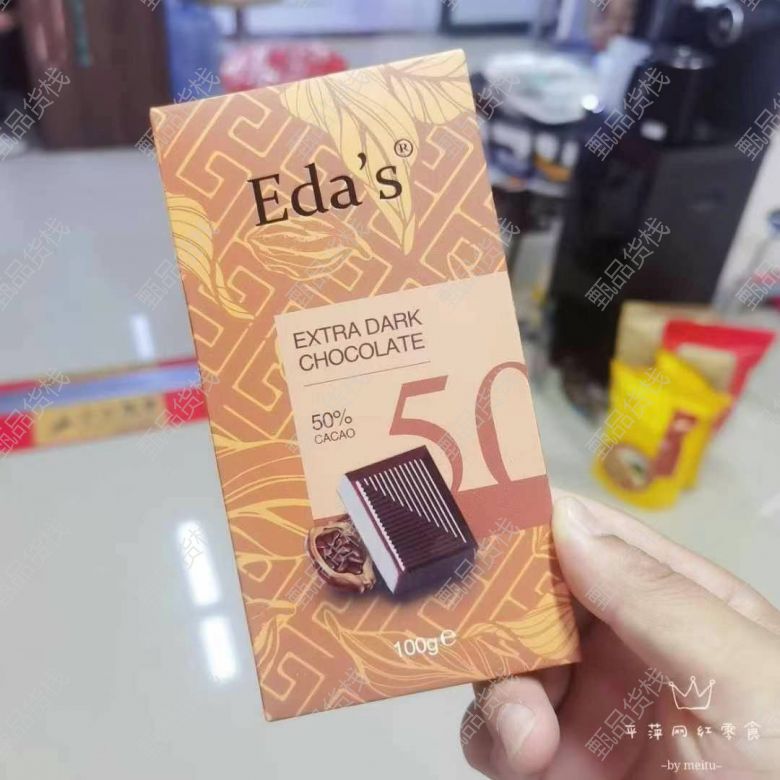 Eda's®
EXTRA DARK
CHOCOLATE
50%
CACAO
50
100g℮
甄品货栈
平萍网红零食
-by meitu-